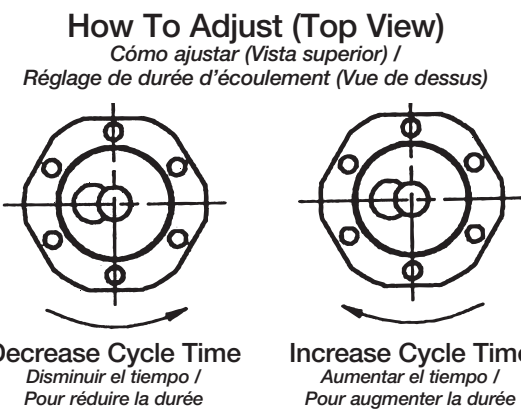 How To Adjust (Top View)
Cómo ajustar (Vista superior) /
Réglage de durée d'écoulement (Vue de dessus)
Decrease Cycle Time
Disminuir el tiempo /
Pour réduire la durée
Increase Cycle Time
Aumentar el tiempo /
Pour augmenter la durée